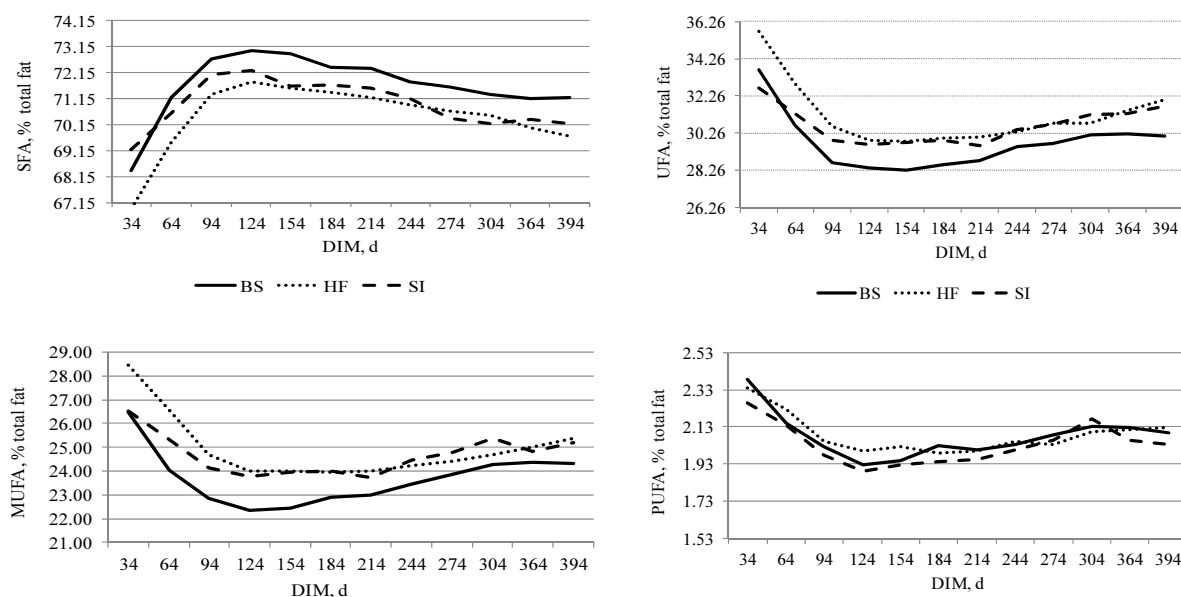 SFA, % total fat
74.15
73.15
72.15
71.15
70.15
69.15
68.15
67.15
34 64 94 124 154 184 214 244 274 304 364 394
DIM, d
BS HF SI
UFA, % total fat
36.26
34.26
32.26
30.26
28.26
26.26
34 64 94 124 154 184 214 244 274 304 364 394
DIM, d
BS HF SI
MUFA, % total fat
29.00
28.00
27.00
26.00
25.00
24.00
23.00
22.00
21.00
34 64 94 124 154 184 214 244 274 304 364 394
DIM, d
PUFA, % total fat
2.53
2.33
2.13
1.93
1.73
1.53
34 64 94 124 154 184 214 244 274 304 364 394
DIM, d